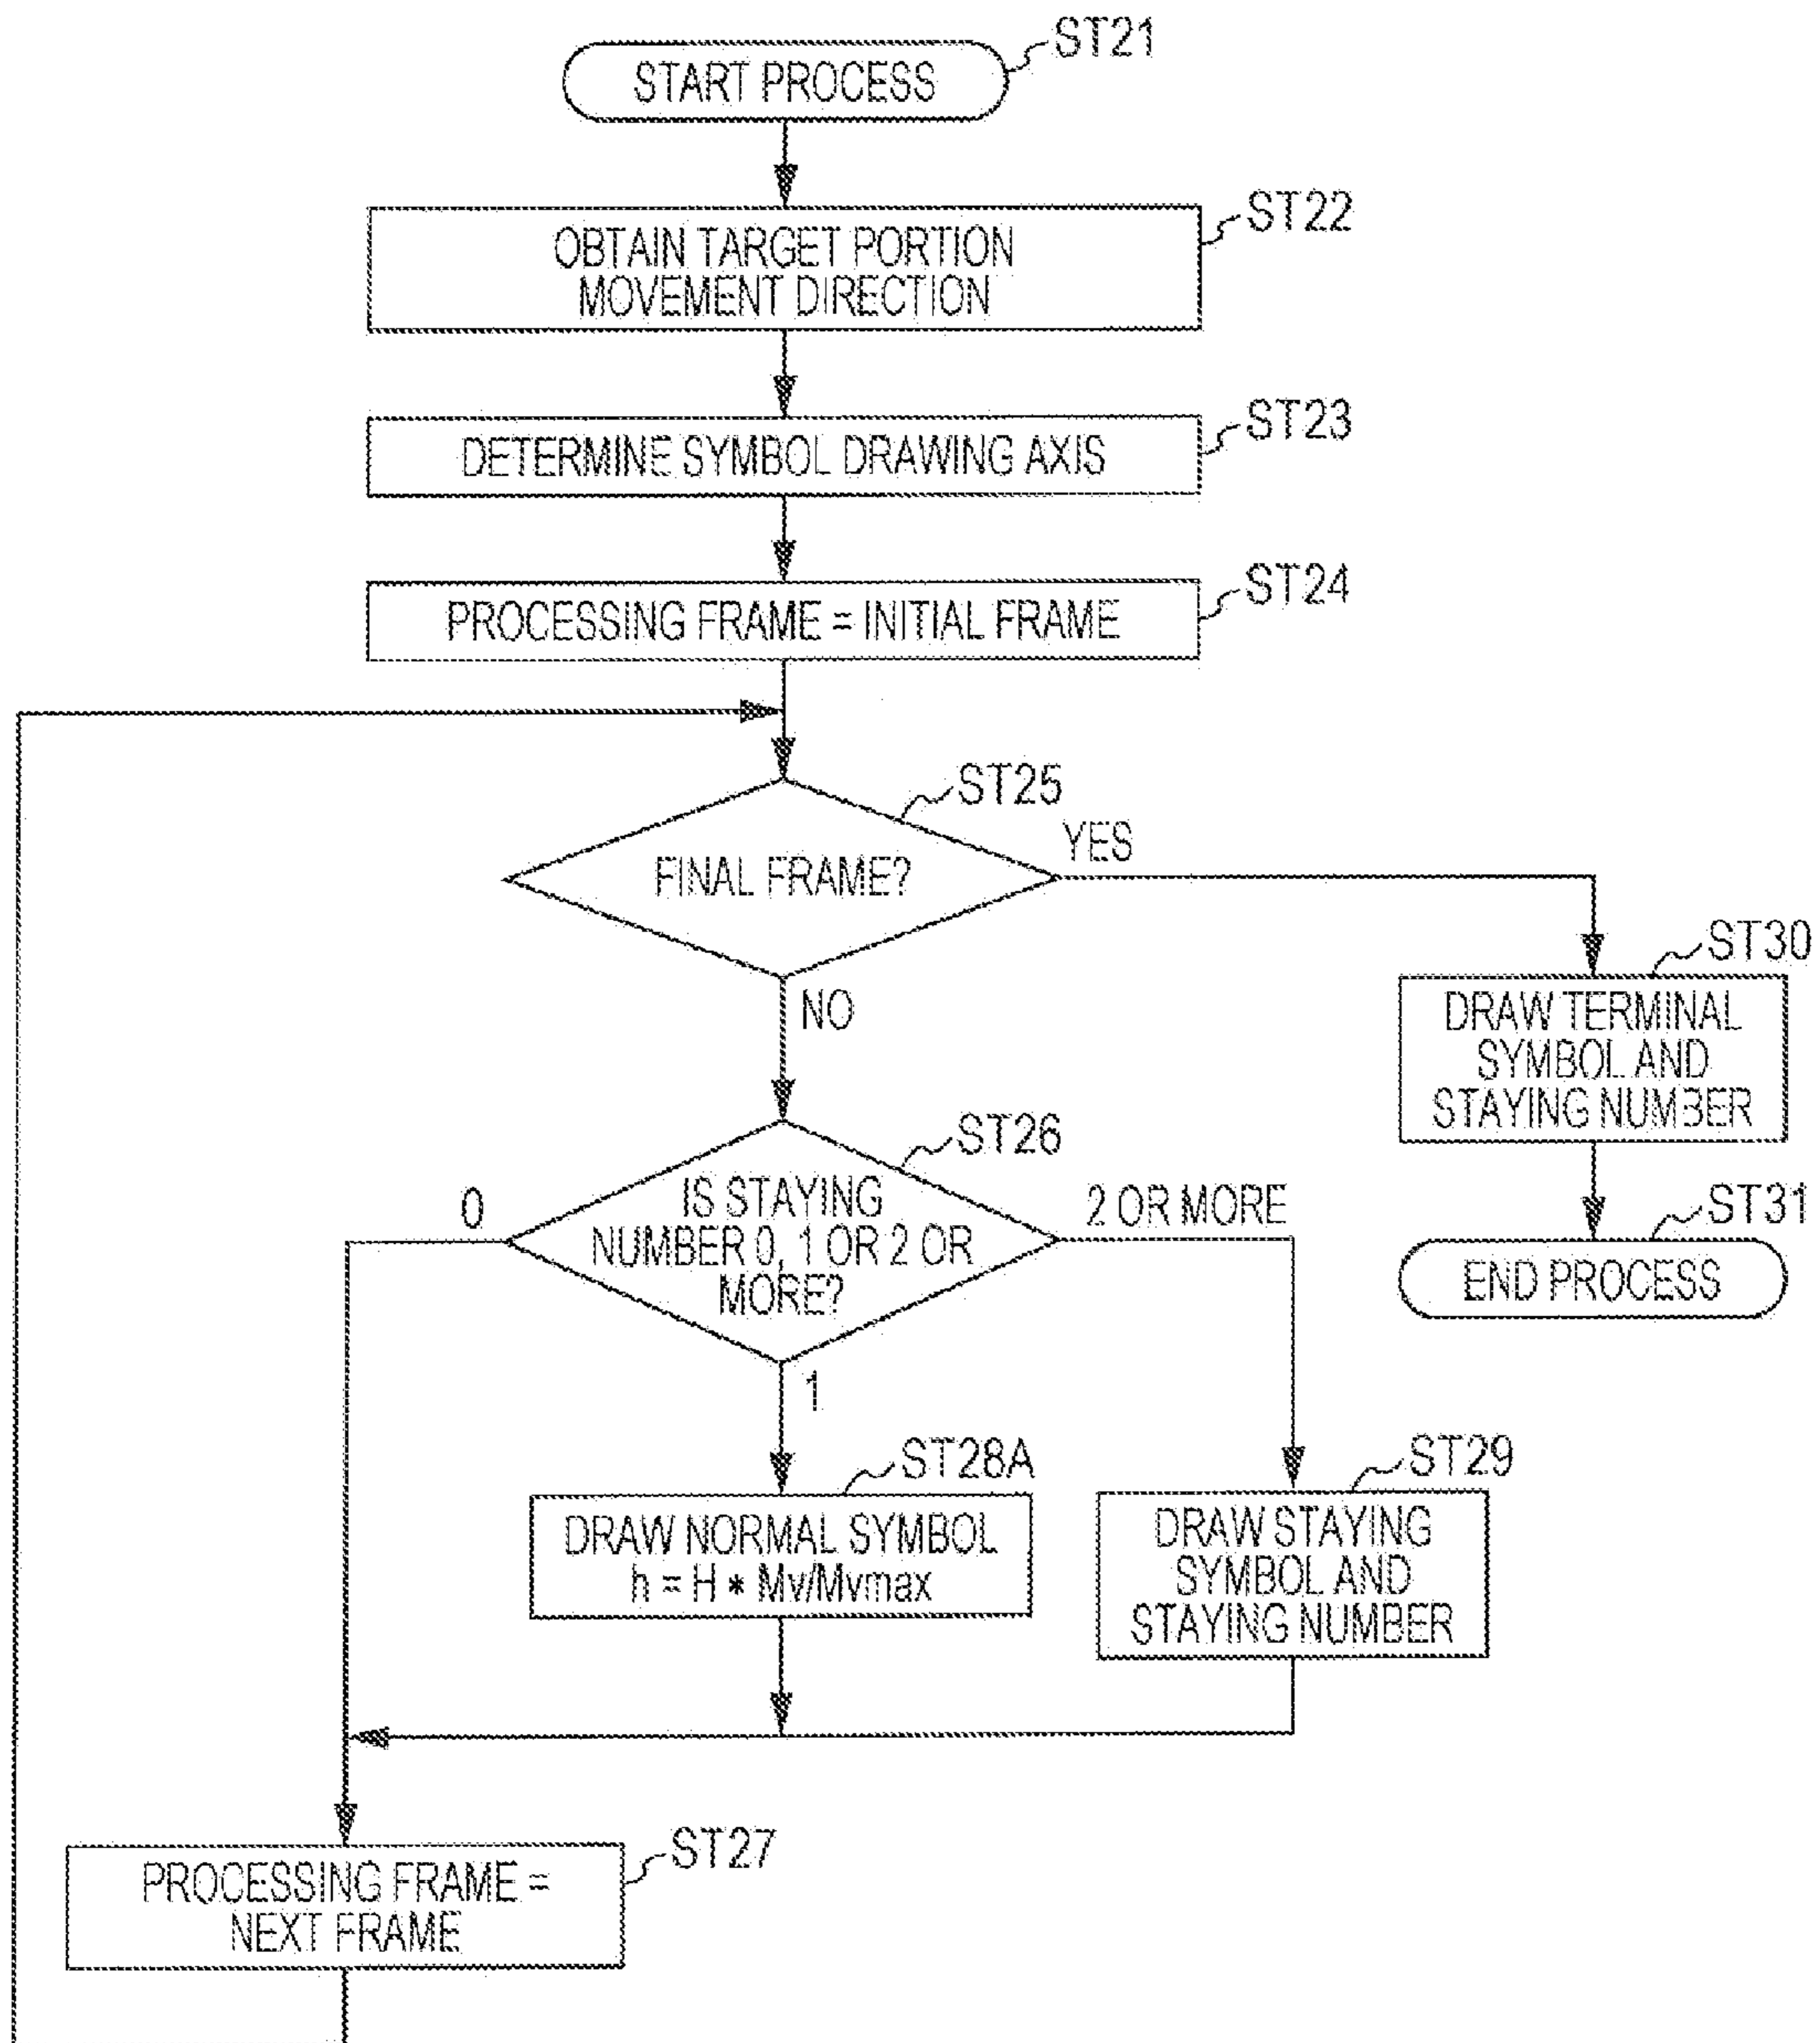 START PROCESS
ST21
OBTAIN TARGET PORTION
MOVEMENT DIRECTION
ST22
DETERMINE SYMBOL DRAWING AXIS
ST23
PROCESSING FRAME = INITIAL FRAME
ST24
FINAL FRAME?
ST25
YES
NO
DRAW TERMINAL
SYMBOL AND
STAYING NUMBER
ST30
END PROCESS
ST31
IS STAYING
NUMBER 0, 1 OR 2 OR
MORE?
ST26
0
1
2 OR MORE
DRAW NORMAL SYMBOL
h = H * Mv/Mvmax
ST28A
DRAW STAYING
SYMBOL AND
STAYING NUMBER
ST29
PROCESSING FRAME =
NEXT FRAME
ST27